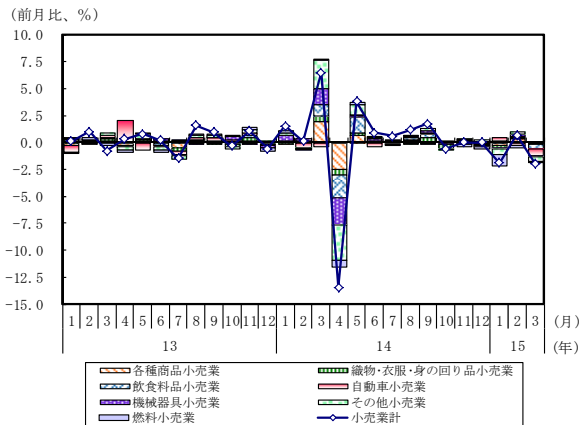 (前月比、%)
10.0
7.5
5.0
2.5
0.0
−2.5
−5.0
−7.5
−10.0
−12.5
−15.0
1 2 3 4 5 6 7 8 9 10 11 12 1 2 3 4 5 6 7 8 9 10 11 12 1 2 3 (月)
13 14 15 (年)
各種商品小売業 織物・衣服・身の回り品小売業
飲食料品小売業 自動車小売業
機械器具小売業 その他小売業
燃料小売業 小売業計